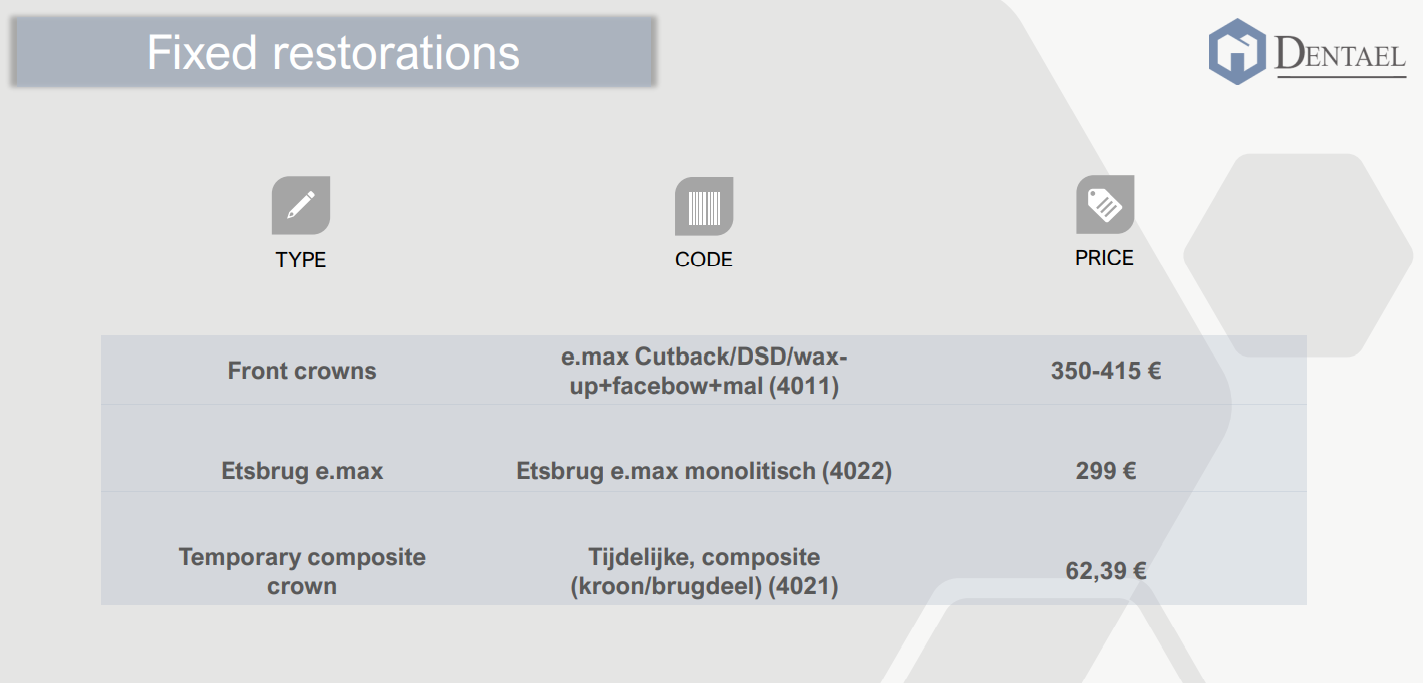 Fixed restorations
DENTAEL
TYPE
CODE
PRICE
Front crowns
e.max Cutback/DSD/wax-
up+facebow+mal (4011)
350-415 €
Etsbrug e.max
Etsbrug e.max monolitisch (4022)
299 €
Temporary composite
crown
Tijdelijke, composite
(kroon/brugdeel) (4021)
62,39 €